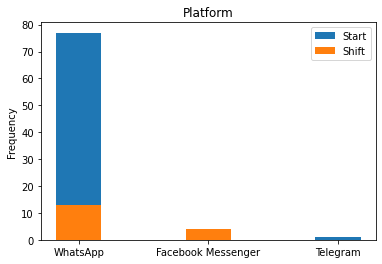 Platform
Start
Shift
Frequency
80
70
60
50
40
30
20
10
0
WhatsApp
Facebook Messenger
Telegram